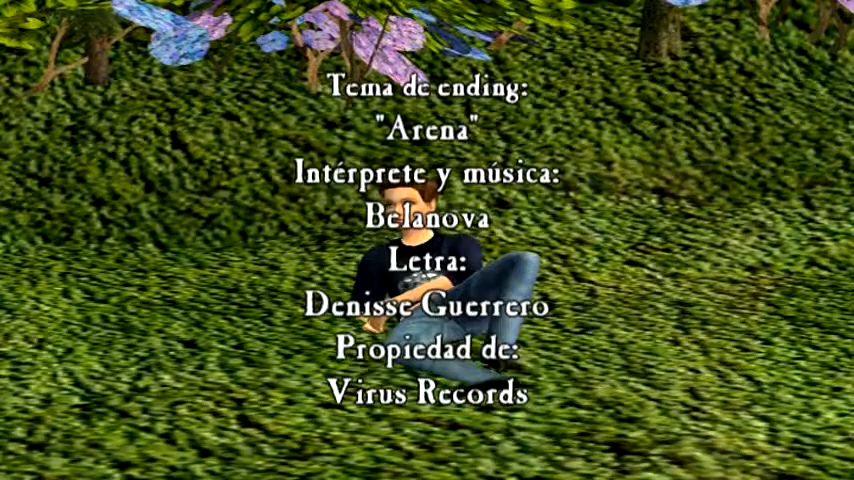 Tema de ending:
"Arena"
Intérprete y música:
Belanova
Letra:
Denisse Guerrero
Propiedad de:
Virus Records